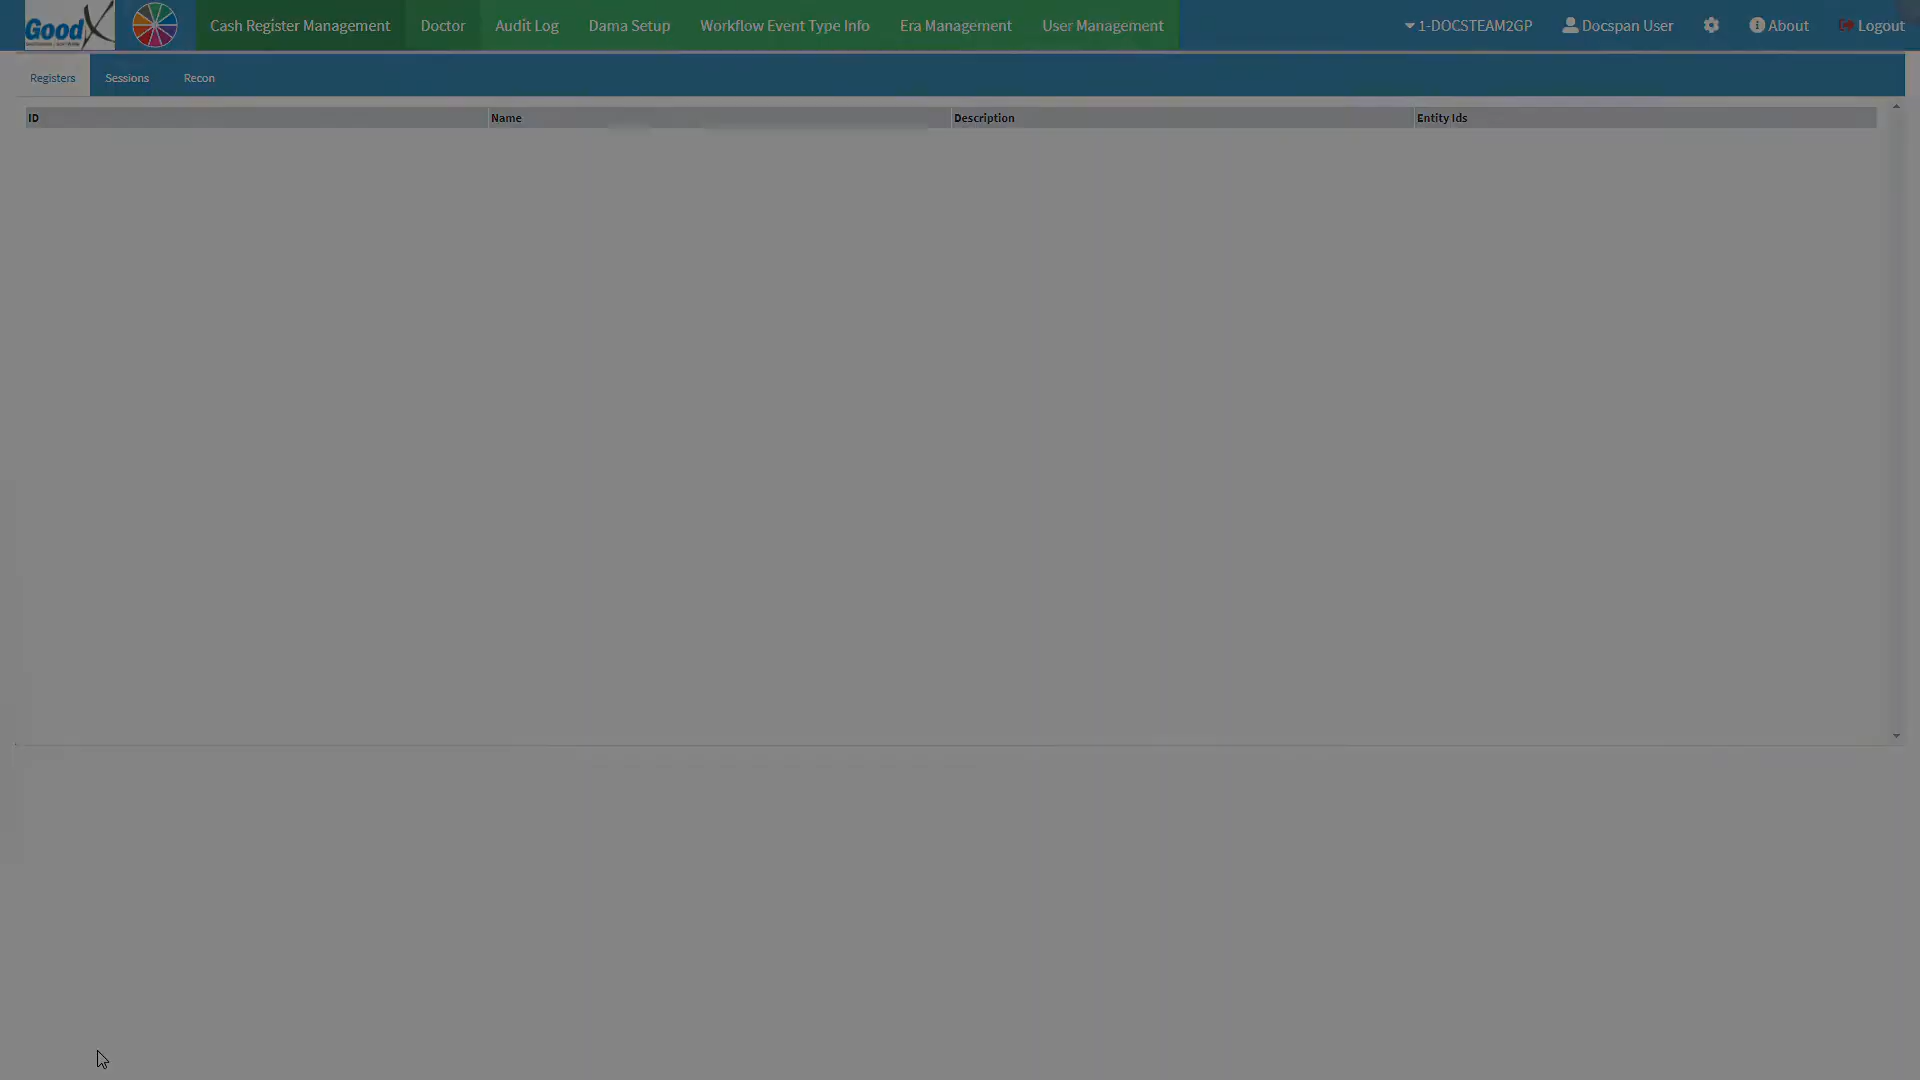 GoodX Cash Register Management Doctor Audit Log Dama Setup Workflow Event Type Info Era Management User Management 1-DOCSTEAM2GP Docspan User About Logout
Registers Sessions Recon
ID Name Description Entity Ids